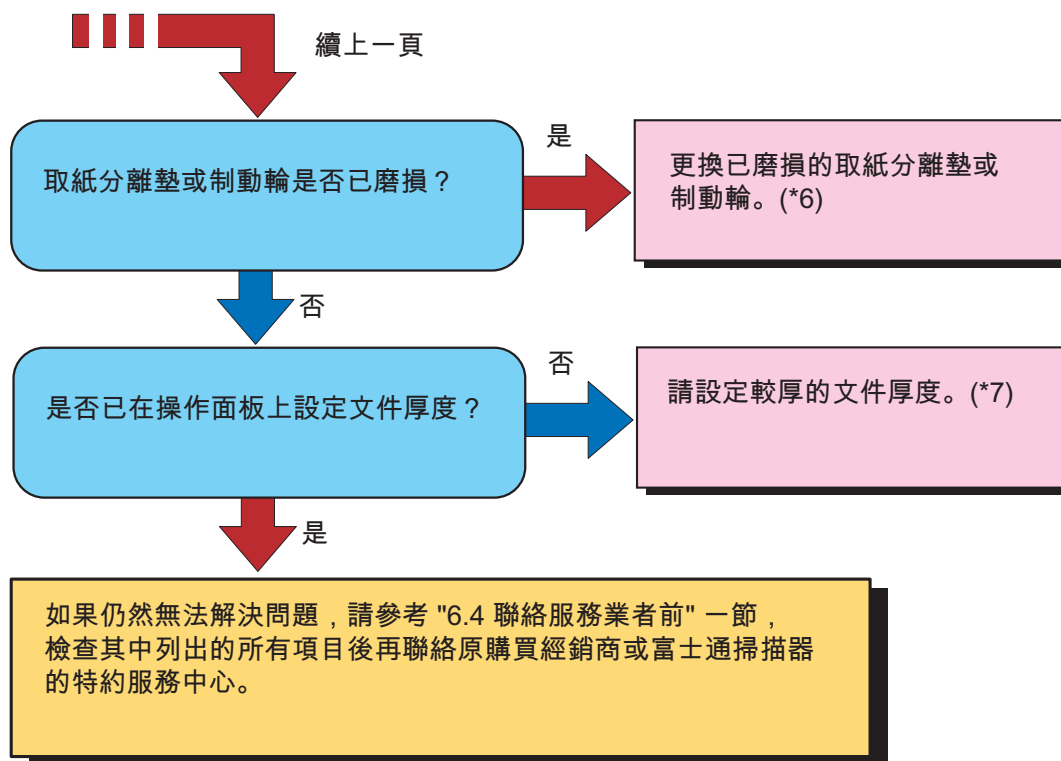 續上一頁
取紙分離墊或制動輪是否已磨損？
是
更換已磨損的取紙分離墊或
制動輪。(*6)
否
是否已在操作面板上設定文件厚度？
否
請設定較厚的文件厚度。(*7)
是
如果仍然無法解決問題，請參考 "6.4 聯絡服務業者前" 一節，
檢查其中列出的所有項目後再聯絡原購買經銷商或富士通掃描器
的特約服務中心。